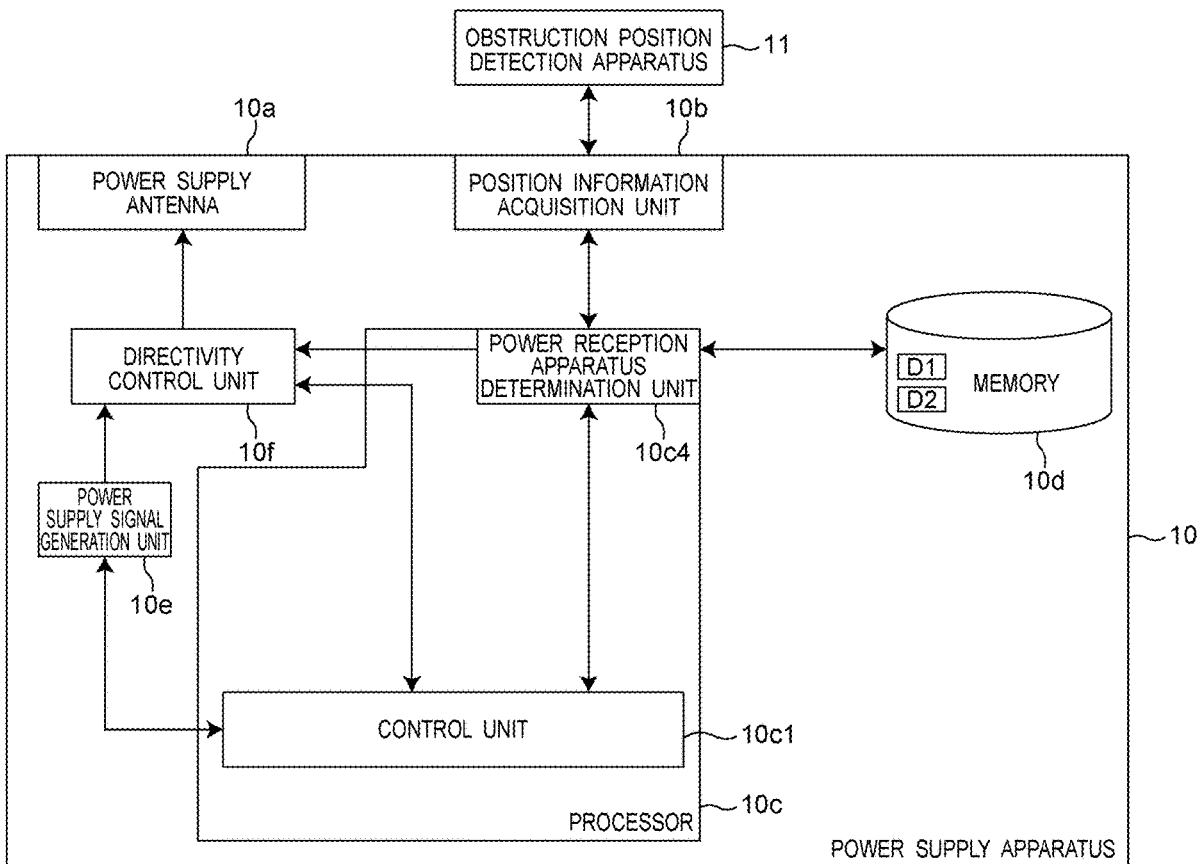 OBSTRUCTION POSITION
DETECTION APPARATUS
11
10a
10b
POWER SUPPLY
ANTENNA
POSITION INFORMATION
ACQUISITION UNIT
DIRECTIVITY
CONTROL UNIT
POWER RECEPTION
APPARATUS
DETERMINATION UNIT
D1
D2
MEMORY
10f
10c4
10d
POWER
SUPPLY SIGNAL
GENERATION UNIT
10
10e
CONTROL UNIT
10c1
10c
PROCESSOR
POWER SUPPLY APPARATUS